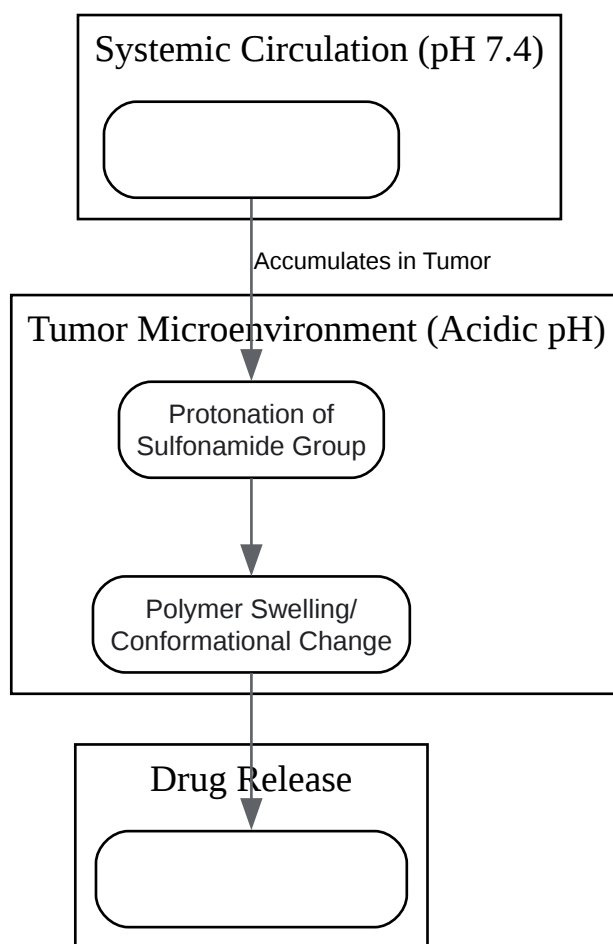 Systemic Circulation (pH 7.4)
Accumulates in Tumor
Tumor Microenvironment (Acidic pH)
Protonation of
Sulfonamide Group
Polymer Swelling/
Conformational Change
Drug Release